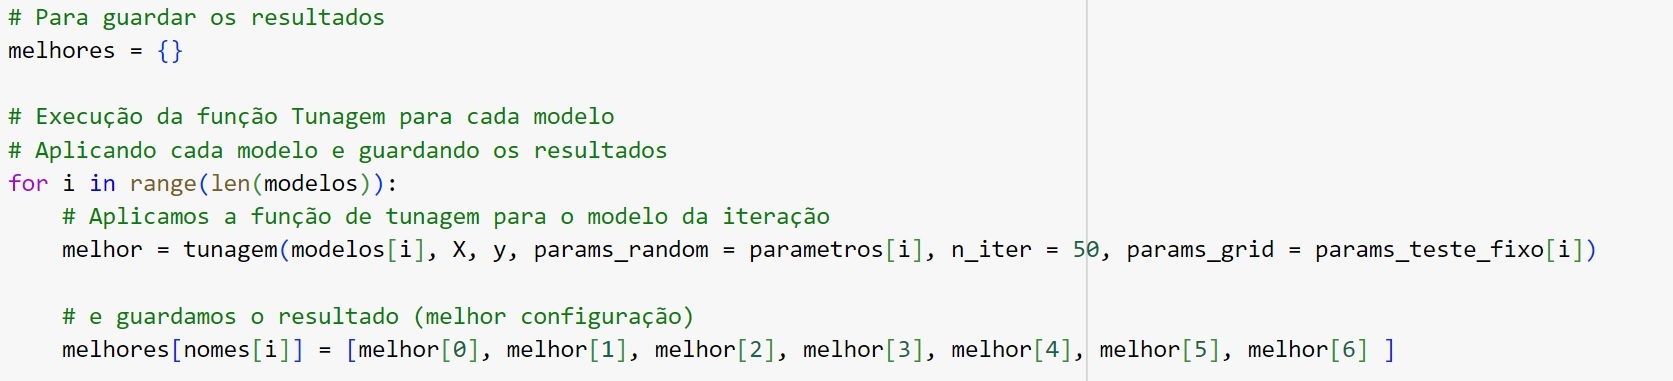 # Para guardar os resultados
melhores = {}
# Execução da função Tunagem para cada modelo
# Aplicando cada modelo e guardando os resultados
for i in range(len(modelos)):
# Aplicamos a função de tunagem para o modelo da iteração
melhor = tunagem(modelos[i], X, y, params_random = parametros[i], n_iter = 50, params_grid = params_teste_fixo[i])
# e guardamos o resultado (melhor configuração)
melhores[nomes[i]] = [melhor[0], melhor[1], melhor[2], melhor[3], melhor[4], melhor[5], melhor[6] ]